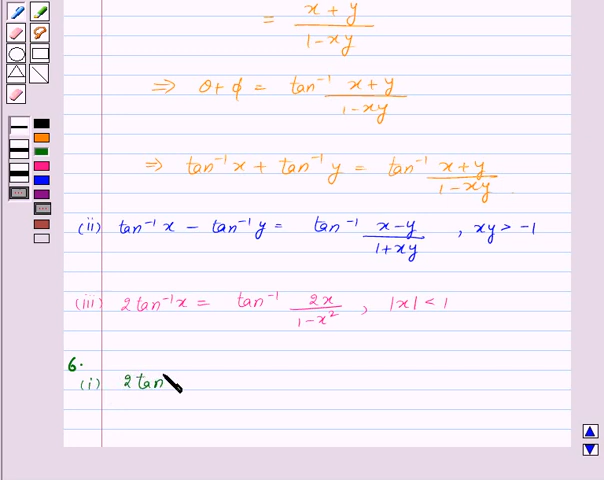 = x + y / 1 - xy
⇒ θ + ϕ = tan⁻¹ x + y / 1 - xy
⇒ tan⁻¹ x + tan⁻¹ y = tan⁻¹ x + y / 1 - xy
(ii) tan⁻¹ x - tan⁻¹ y = tan⁻¹ x - y / 1 + xy , xy > -1
(iii) 2 tan⁻¹ x = tan⁻¹ 2x / 1 - x² , |x| < 1
6.
(i) 2 tan